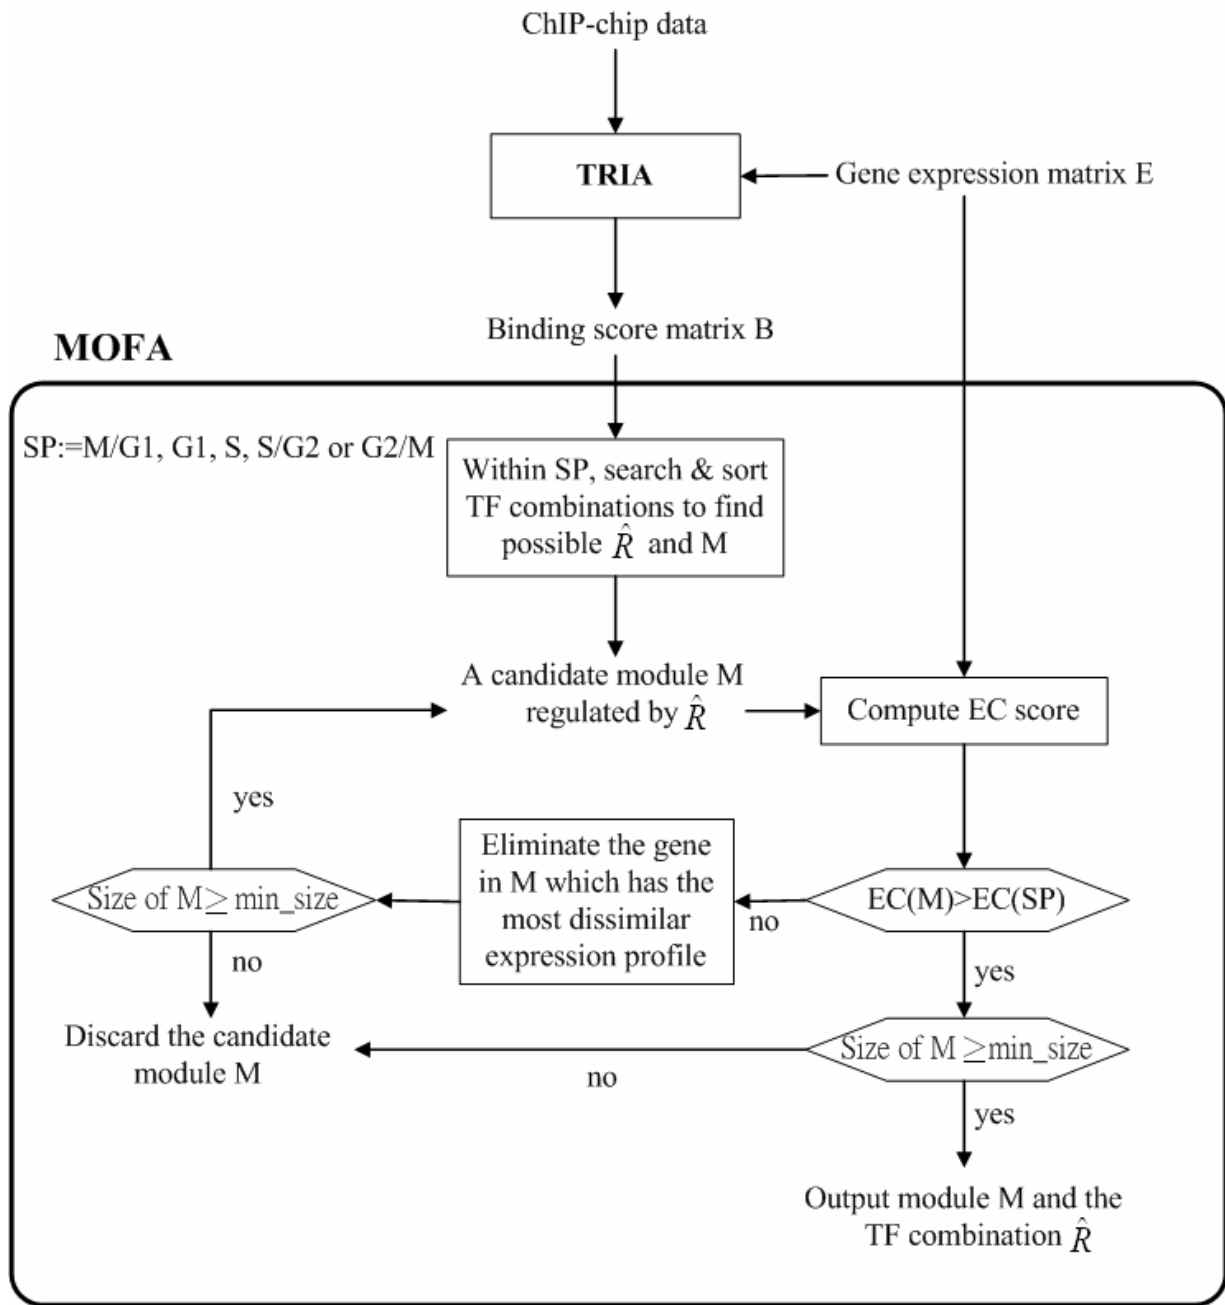 ChIP-chip data
TRIA
Gene expression matrix E
Binding score matrix B
MOFA
SP:=M/G1, G1, S, S/G2 or G2/M
Within SP, search & sort
TF combinations to find
possible R̂ and M
A candidate module M
regulated by R̂
Compute EC score
yes
Eliminate the gene
in M which has the
most dissimilar
expression profile
Size of M≥ min_size
EC(M)>EC(SP)
no
no
yes
Discard the candidate
module M
Size of M ≥min_size
no
yes
Output module M and the
TF combination R̂